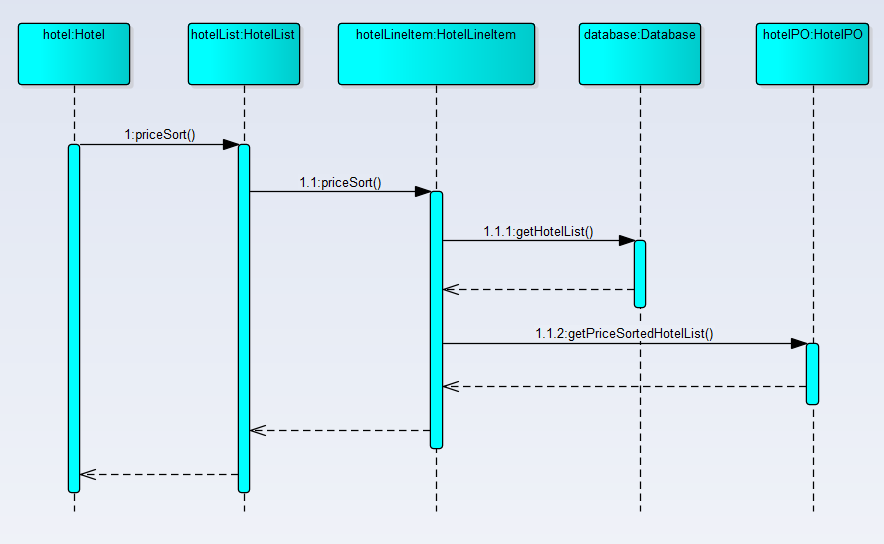 hotel:Hotel
hotelList:HotelList
hotelLineItem:HotelLineItem
database:Database
hotelPO:HotelPO
1:priceSort()
1.1:priceSort()
1.1.1:getHotelList()
1.1.2:getPriceSortedHotelList()